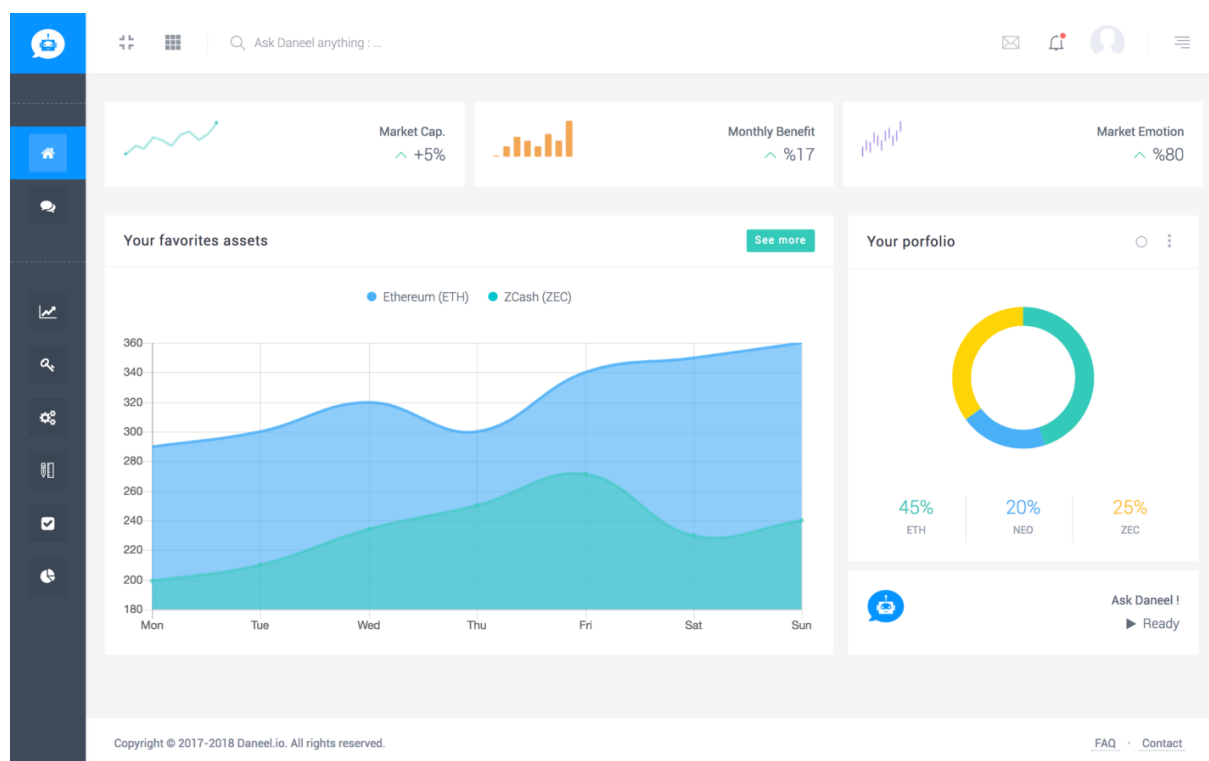 Ask Daneel anything : ...
Market Cap.
+5%
Monthly Benefit
%17
Market Emotion
%80
Your favorites assets
See more
Ethereum (ETH) ZCash (ZEC)
360
340
320
300
280
260
240
220
200
180
Mon Tue Wed Thu Fri Sat Sun
Your porfolio
45% 20% 25%
ETH NEO ZEC
Ask Daneel !
Ready
Copyright © 2017-2018 Daneel.io. All rights reserved.
FAQ • Contact